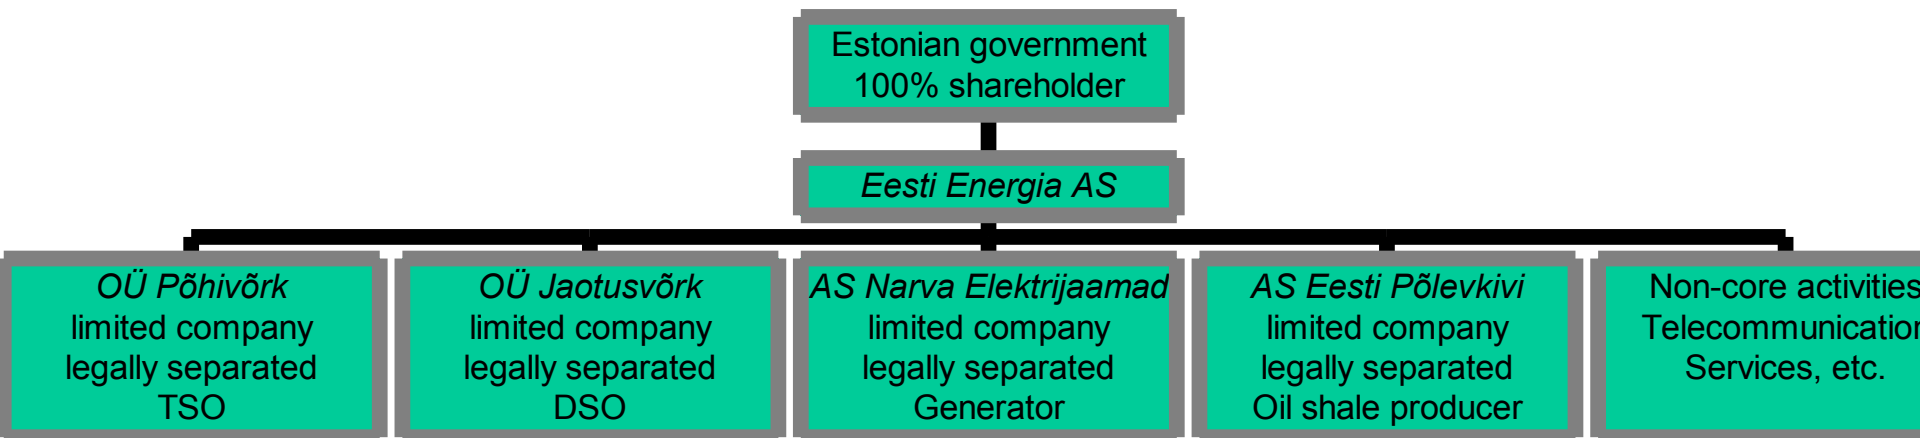 Estonian government
100% shareholder
Eesti Energia AS
OÜ Põhivõrk
limited company
legally separated
TSO
OÜ Jaotusvõrk
limited company
legally separated
DSO
AS Narva Elektrijaamad
limited company
legally separated
Generator
AS Eesti Põlevkivi
limited company
legally separated
Oil shale producer
Non-core activities
Telecommunication
Services, etc.